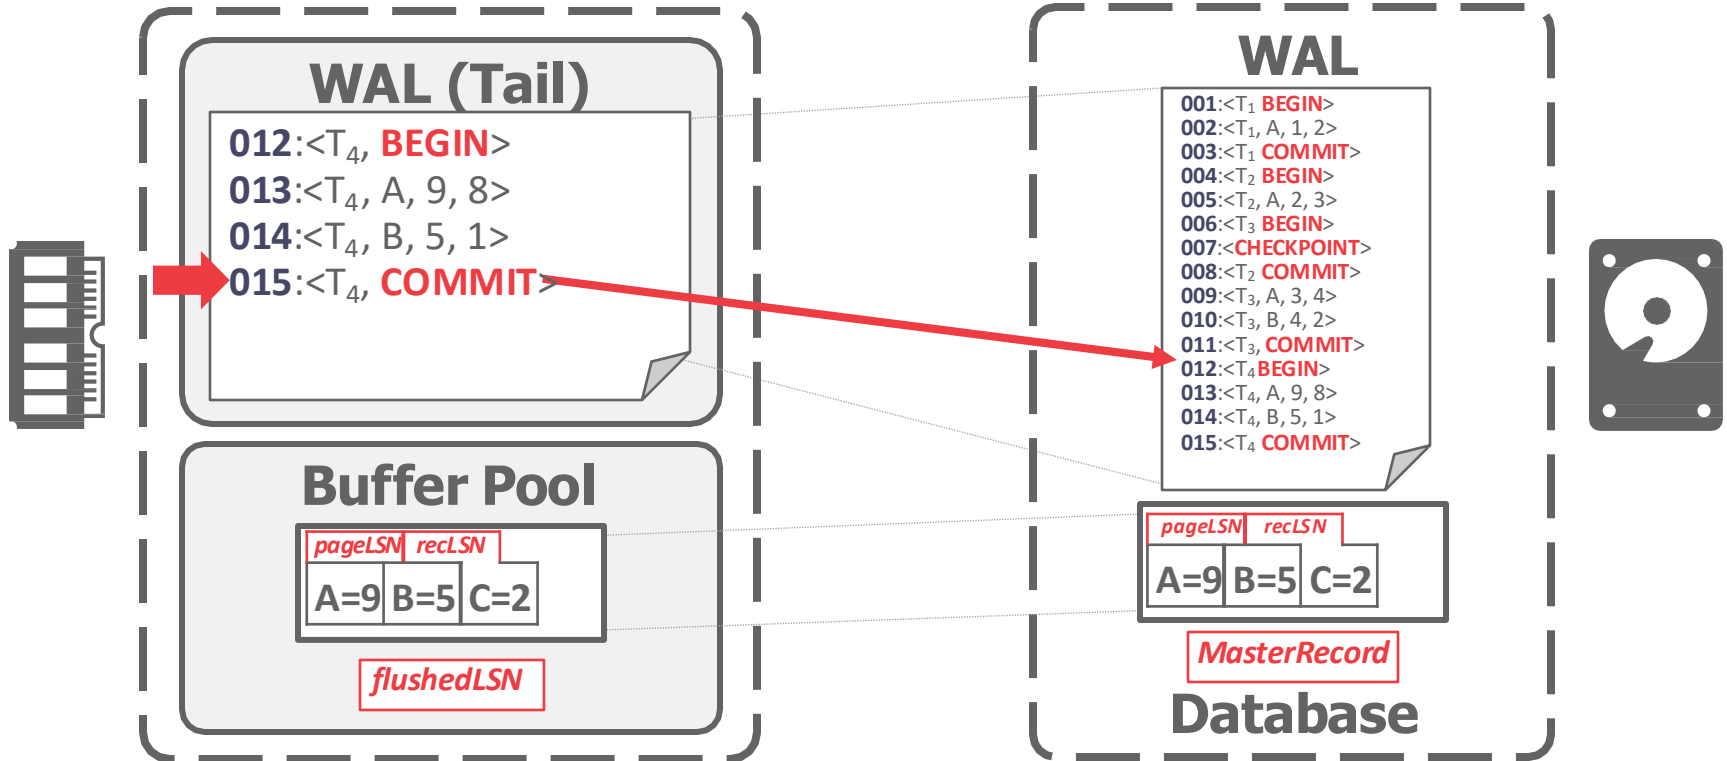 WAL (Tail)
012:<T4, BEGIN>
013:<T4, A, 9, 8>
014:<T4, B, 5, 1>
015:<T4, COMMIT>
Buffer Pool
pageLSN recLSN
A=9 B=5 C=2
flushedLSN
WAL
001:<T1 BEGIN>
002:<T1, A, 1, 2>
003:<T1 COMMIT>
004:<T2 BEGIN>
005:<T2, A, 2, 3>
006:<T3 BEGIN>
007:<CHECKPOINT>
008:<T2 COMMIT>
009:<T3, A, 3, 4>
010:<T3, B, 4, 2>
011:<T3, COMMIT>
012:<T4 BEGIN>
013:<T4, A, 9, 8>
014:<T4, B, 5, 1>
015:<T4 COMMIT>
pageLSN recLSN
A=9 B=5 C=2
MasterRecord
Database